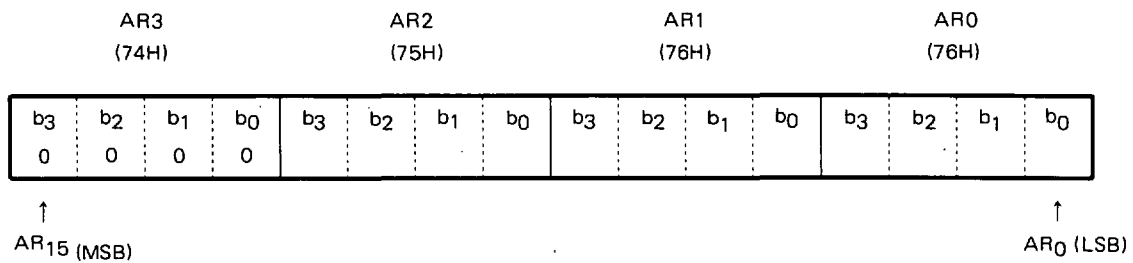 AR3 AR2 AR1 AR0
(74H) (75H) (76H) (76H)
b3 b2 b1 b0 b3 b2 b1 b0 b3 b2 b1 b0 b3 b2 b1 b0
0 0 0 0
↑ ↑
AR15 (MSB) AR0 (LSB)